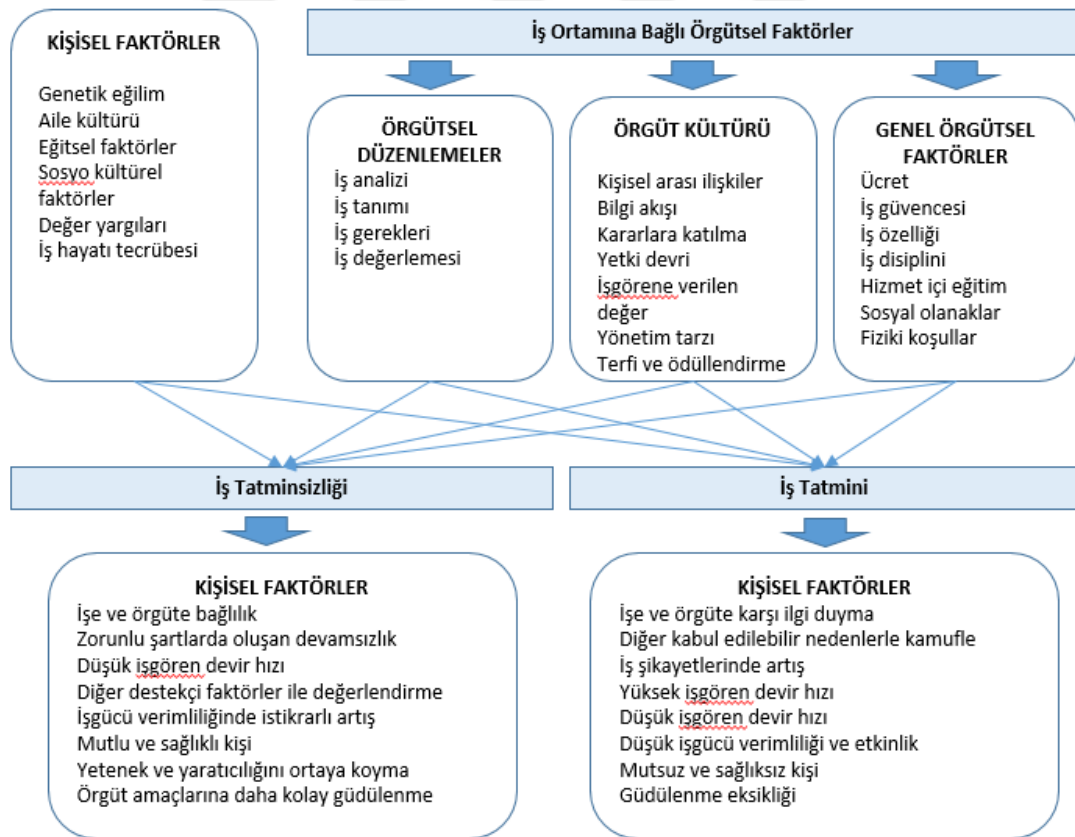 KİŞİSEL FAKTÖRLER
Genetik eğilim
Aile kültürü
Eğitsel faktörler
Sosyo kültürel
faktörler
Değer yargıları
İş hayatı tecrübesi
İş Ortamına Bağlı Örgütsel Faktörler
ÖRGÜTSEL
DÜZENLEMELER
İş analizi
İş tanımı
İş gerekleri
İş değerlemesi
ÖRGÜT KÜLTÜRÜ
Kişisel arası ilişkiler
Bilgi akışı
Kararlara katılma
Yetki devri
İşgörene verilen
değer
Yönetim tarzı
Terfi ve ödüllendirme
GENEL ÖRGÜTSEL
FAKTÖRLER
Ücret
İş güvencesi
İş özelliği
İş disiplini
Hizmet içi eğitim
Sosyal olanaklar
Fiziki koşullar
İş Tatminsizliği
KİŞİSEL FAKTÖRLER
İşe ve örgüte bağlılık
Zorunlu şartlarda oluşan devamsızlık
Düşük işgören devir hızı
Diğer destekçi faktörler ile değerlendirme
İşgücü verimliliğinde istikrarlı artış
Mutlu ve sağlıklı kişi
Yetenek ve yaratıcılığını ortaya koyma
Örgüt amaçlarına daha kolay güdülenme
İş Tatmini
KİŞİSEL FAKTÖRLER
İşe ve örgüte karşı ilgi duyma
Diğer kabul edilebilir nedenlerle kamufle
İş şikayetlerinde artış
Yüksek işgören devir hızı
Düşük işgören devir hızı
Düşük işgücü verimliliği ve etkinlik
Mutsuz ve sağlıksız kişi
Güdülenme eksikliği